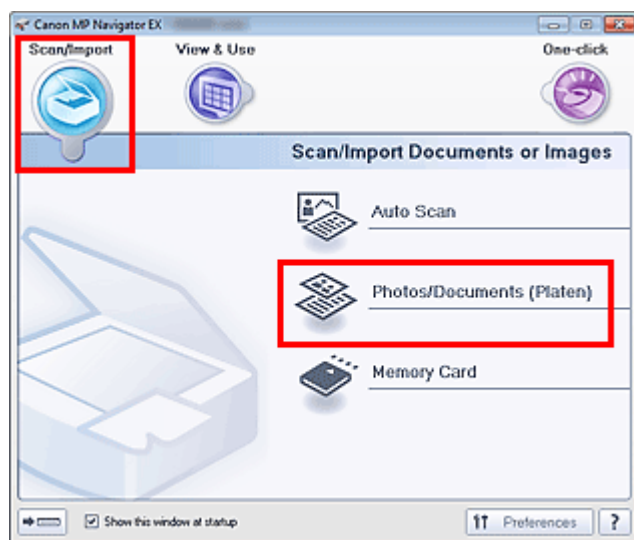 Canon MP Navigator EX
Scan/Import
View & Use
One-click
Scan/Import Documents or Images
Auto Scan
Photos/Documents (Platen)
Memory Card
Show this window at startup
Preferences
?